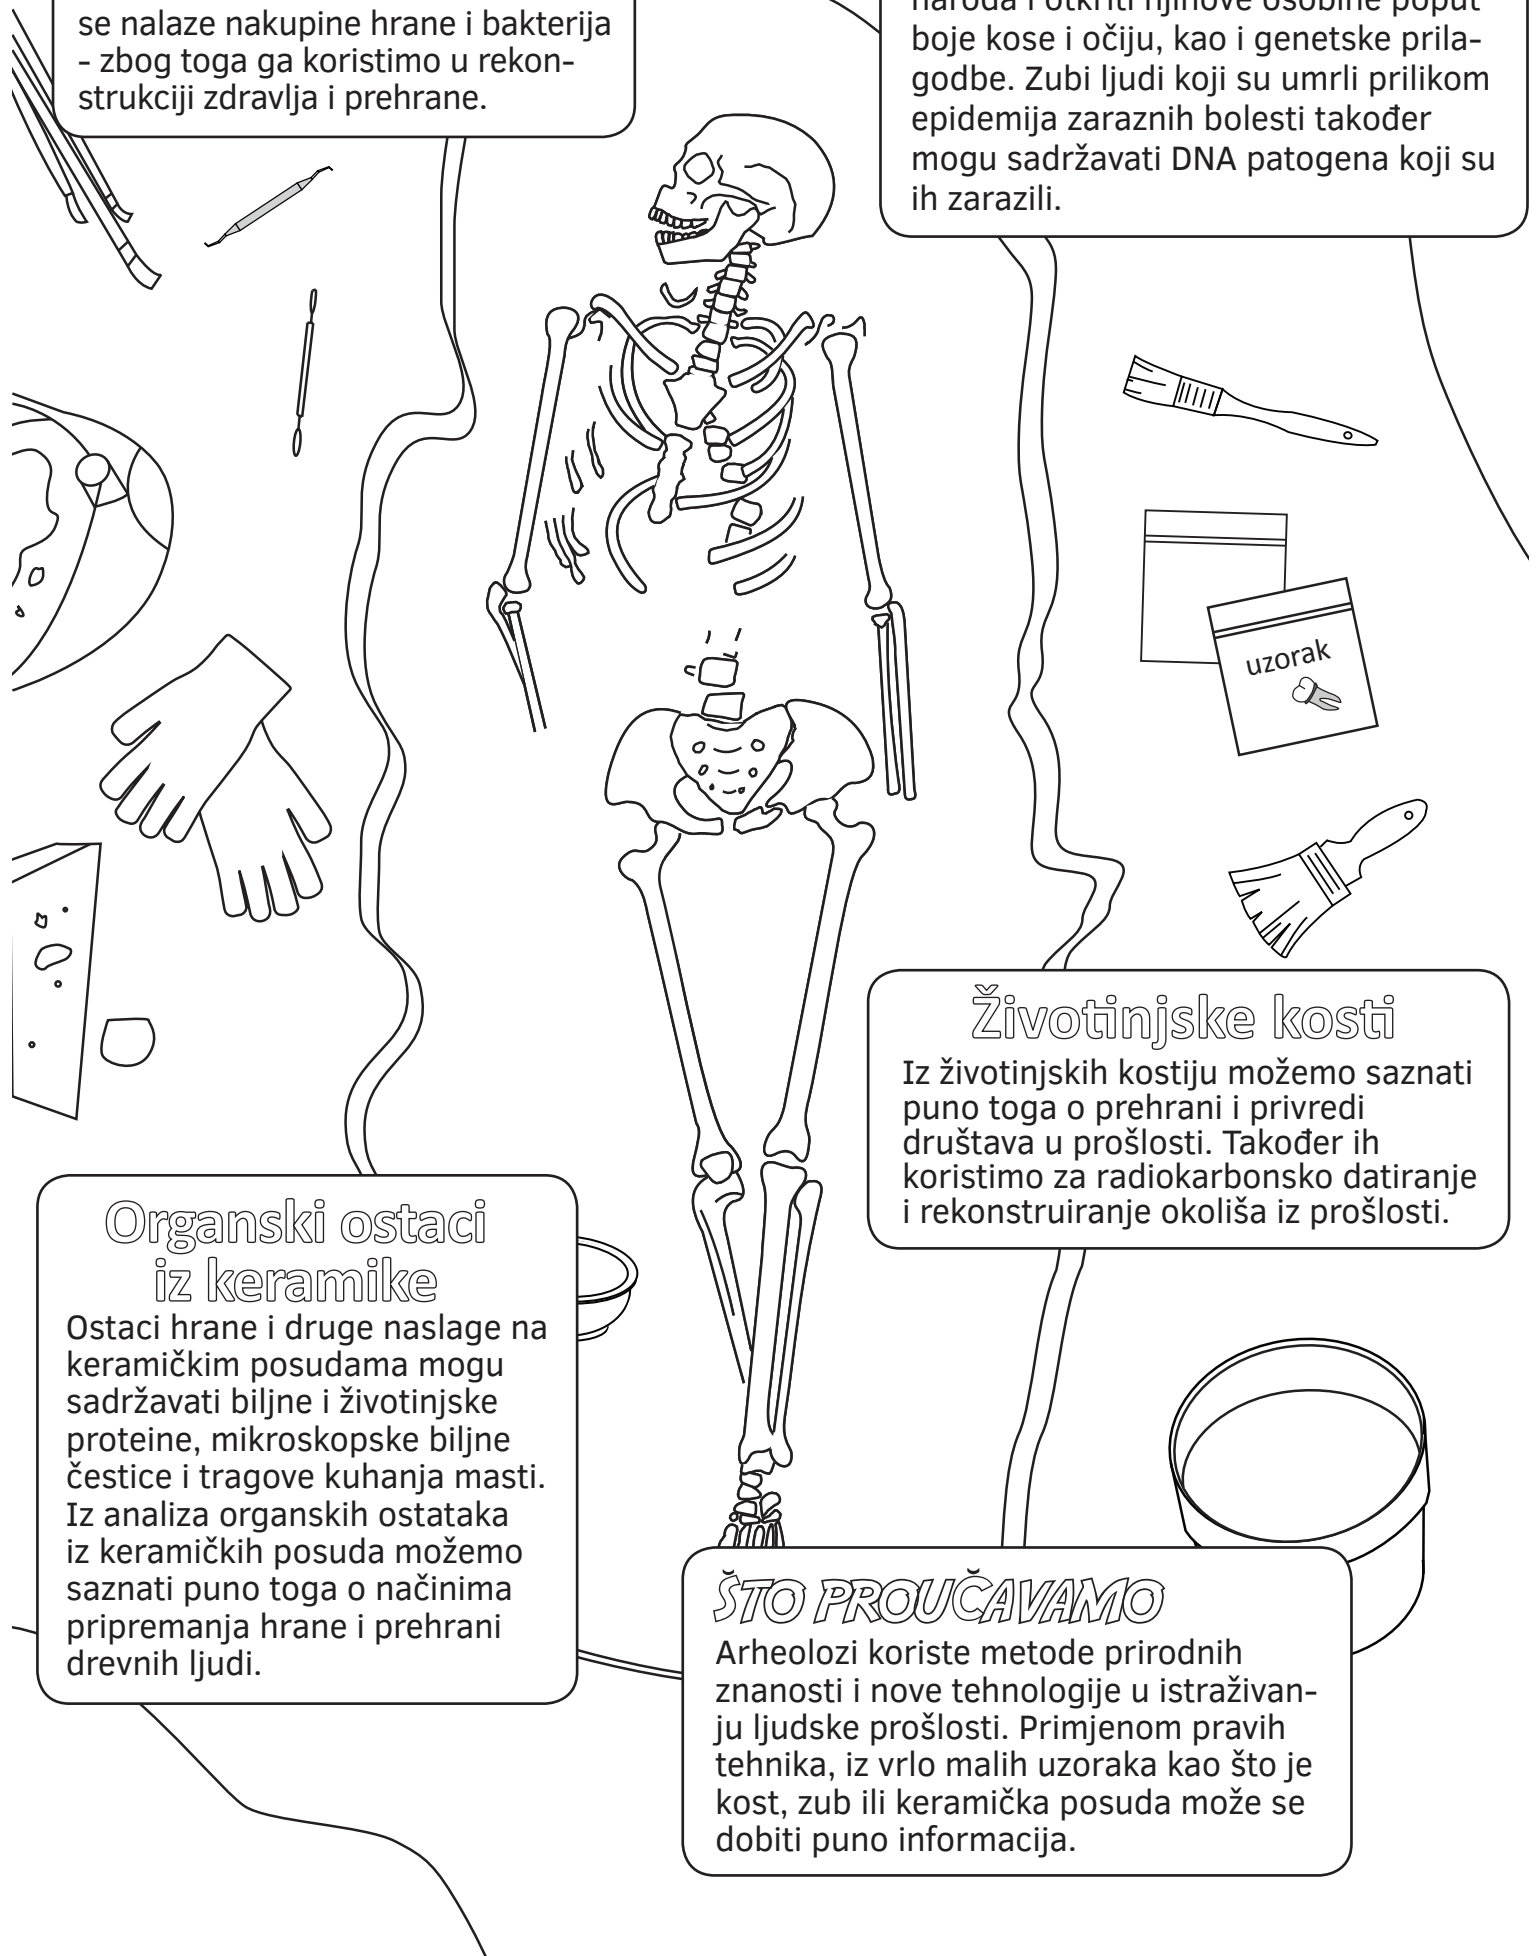 se nalaze nakupine hrane i bakterija
- zbog toga ga koristimo u rekon-
strukciji zdravlja i prehrane.
naroda i otkriti njihove osobine poput
boje kose i očiju, kao i genetske prila-
godbe. Zubi ljudi koji su umrli prilikom
epidemija zaraznih bolesti također
mogu sadržavati DNA patogena koji su
ih zarazili.
uzorak
Životinjske kosti
Iz životinjskih kostiju možemo saznati
puno toga o prehrani i privredi
društava u prošlosti. Također ih
koristimo za radiokarbonsko datiranje
i rekonstruiranje okoliša iz prošlosti.
Organski ostaci
iz keramike
Ostaci hrane i druge naslage na
keramičkim posudama mogu
sadržavati biljne i životinjske
proteine, mikroskopske biljne
čestice i tragove kuhanja masti.
Iz analiza organskih ostataka
iz keramičkih posuda možemo
saznati puno toga o načinima
pripremanja hrane i prehrani
drevnih ljudi.
ŠTO PROUČAVAMO
Arheolozi koriste metode prirodnih
znanosti i nove tehnologije u istraživan-
ju ljudske prošlosti. Primjenom pravih
tehnika, iz vrlo malih uzoraka kao što je
kost, zub ili keramička posuda može se
dobiti puno informacija.